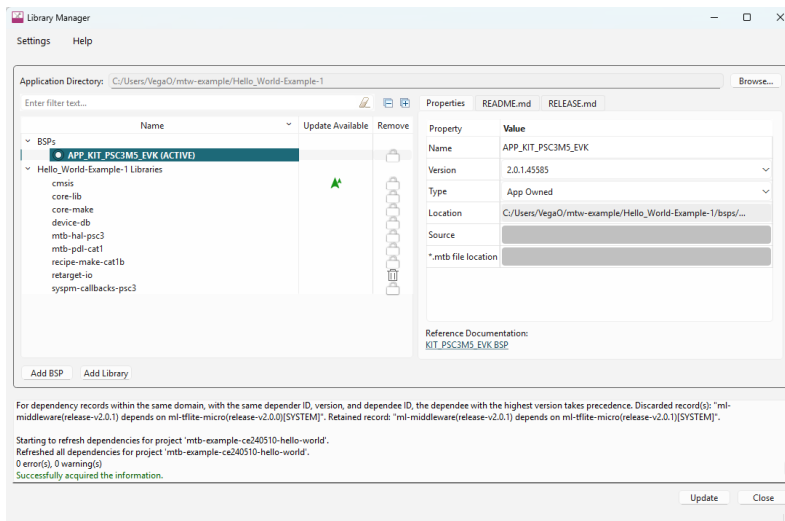 Library Manager
Settings Help
Application Directory: C:/Users/VegaO/mtw-example/Hello_World-Example-1 Browse...
Enter filter text...
Properties README.md RELEASE.md
Name Update Available Remove
BSPs
APP_KIT_PSC3M5_EVK (ACTIVE)
Hello_World-Example-1 Libraries
cmsis
core-lib
core-make
device-db
mtb-hal-psc3
mtb-pdl-cat1
recipe-make-cat1b
retarget-io
syspm-callbacks-psc3
Property Value
Name APP_KIT_PSC3M5_EVK
Version 2.0.1.45585
Type App Owned
Location C:/Users/VegaO/mtw-example/Hello_World-Example-1/bsps/...
Source
*.mtb file location
Reference Documentation:
KIT_PSC3M5_EVK BSP
Add BSP Add Library
For dependency records within the same domain, with the same depender ID, version, and dependee ID, the dependee with the highest version takes precedence. Discarded record(s): "ml-
middleware(release-v2.0.1) depends on ml-tflite-micro(release-v2.0.0)[SYSTEM]". Retained record: "ml-middleware(release-v2.0.1) depends on ml-tflite-micro(release-v2.0.1)[SYSTEM]".
Starting to refresh dependencies for project 'mtb-example-ce240510-hello-world'.
Refreshed all dependencies for project 'mtb-example-ce240510-hello-world'.
0 error(s), 0 warning(s)
Successfully acquired the information.
Update Close